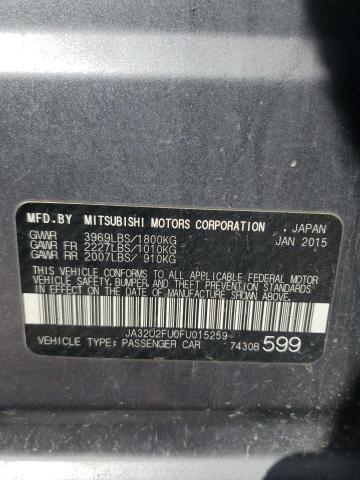 MFD.BY MITSUBISHI MOTORS CORPORATION , JAPAN
GVWR 3969LBS/1800KG JAN 2015
GAWR FR 2227LBS/1010KG
GAWR RR 2007LBS/ 910KG
THIS VEHICLE CONFORMS TO ALL APPLICABLE FEDERAL MOTOR
VEHICLE SAFETY, BUMPER, AND THEFT PREVENTION STANDARDS
IN EFFECT ON THE DATE OF MANUFACTURE SHOWN ABOVE.
JA32U2FU0FU015259
VEHICLE TYPE: PASSENGER CAR 7430B 599